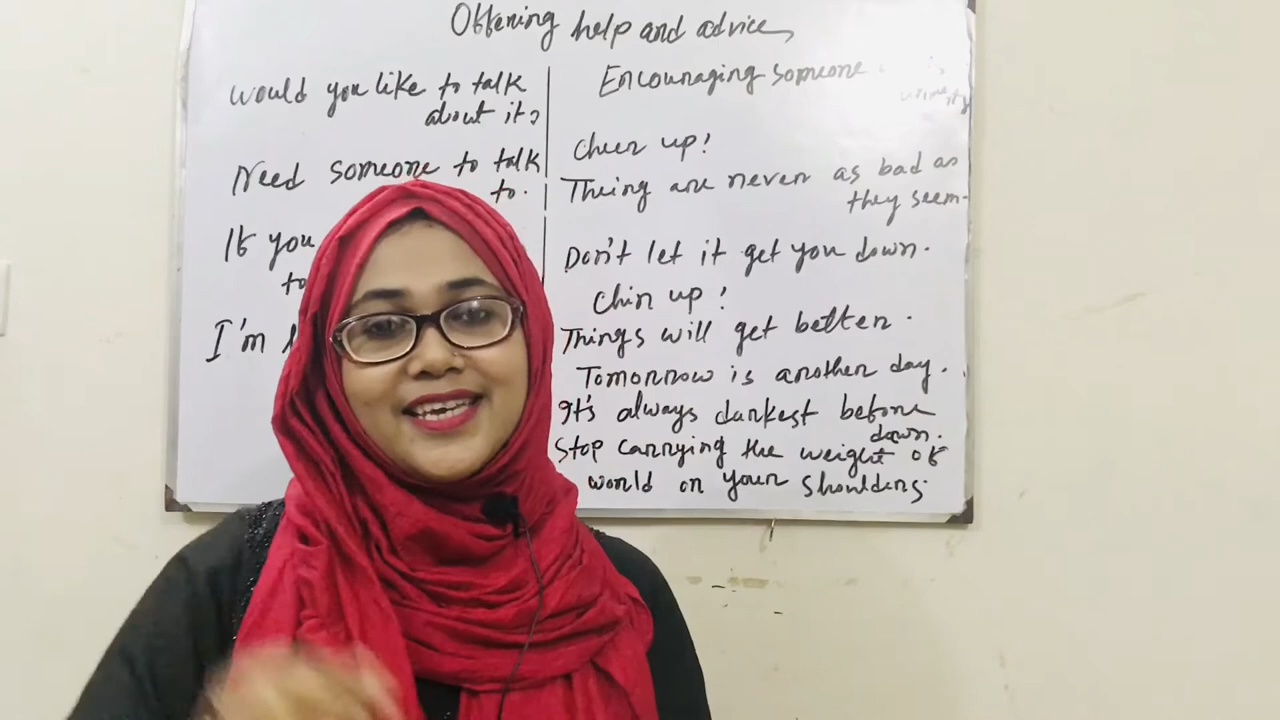 Offering help and advice,
would you like to talk
about it?
Need someone to talk
to.
If you
to
I'm
Encouraging someone
Cheer up!
Theing are never as bad as
they seem.
Don't let it get you down.
Chin up!
Things will get better.
Tomorrow is another day.
It's always darkest before
down.
Stop carrying the weight of
world on your shoulders.